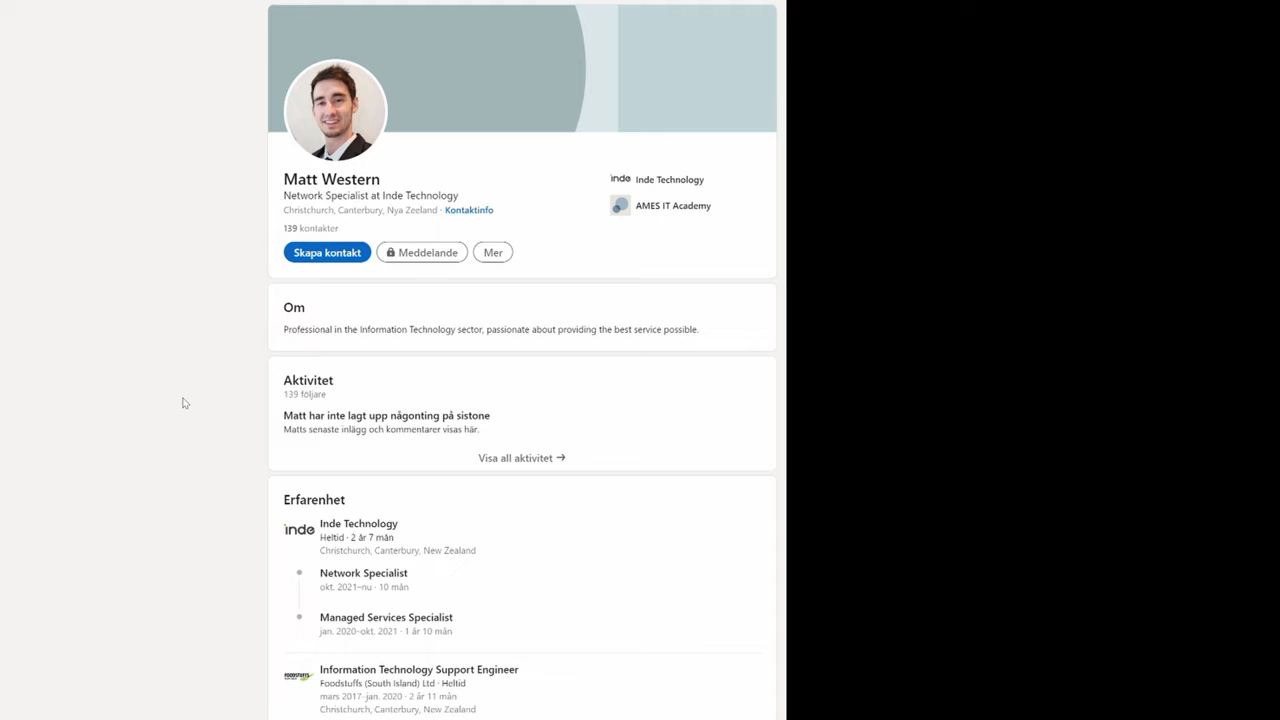 Matt Western
Network Specialist at Inde Technology
Christchurch, Canterbury, Nya Zeeland · Kontaktinfo
139 kontakter
Skapa kontakt
Meddelande
Mer
inde Inde Technology
AMES IT Academy
Om
Professional in the Information Technology sector, passionate about providing the best service possible.
Aktivitet
139 följare
Matt har inte lagt upp någonting på sistone
Matts senaste inlägg och kommentarer visas här.
Visa all aktivitet →
Erfarenhet
inde
Inde Technology
Heltid · 2 år 7 mån
Christchurch, Canterbury, New Zealand
Network Specialist
okt. 2021–nu · 10 mån
Managed Services Specialist
jan. 2020–okt. 2021 · 1 år 10 mån
FOODSTUFFS
Information Technology Support Engineer
Foodstuffs (South Island) Ltd · Heltid
mars 2017–jan. 2020 · 2 år 11 mån
Christchurch, Canterbury, New Zealand